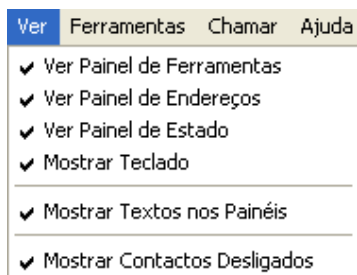 Ver Ferramentas Chamar Ajuda
Ver Painel de Ferramentas
Ver Painel de Endereços
Ver Painel de Estado
Mostrar Teclado
Mostrar Textos nos Painéis
Mostrar Contactos Desligados